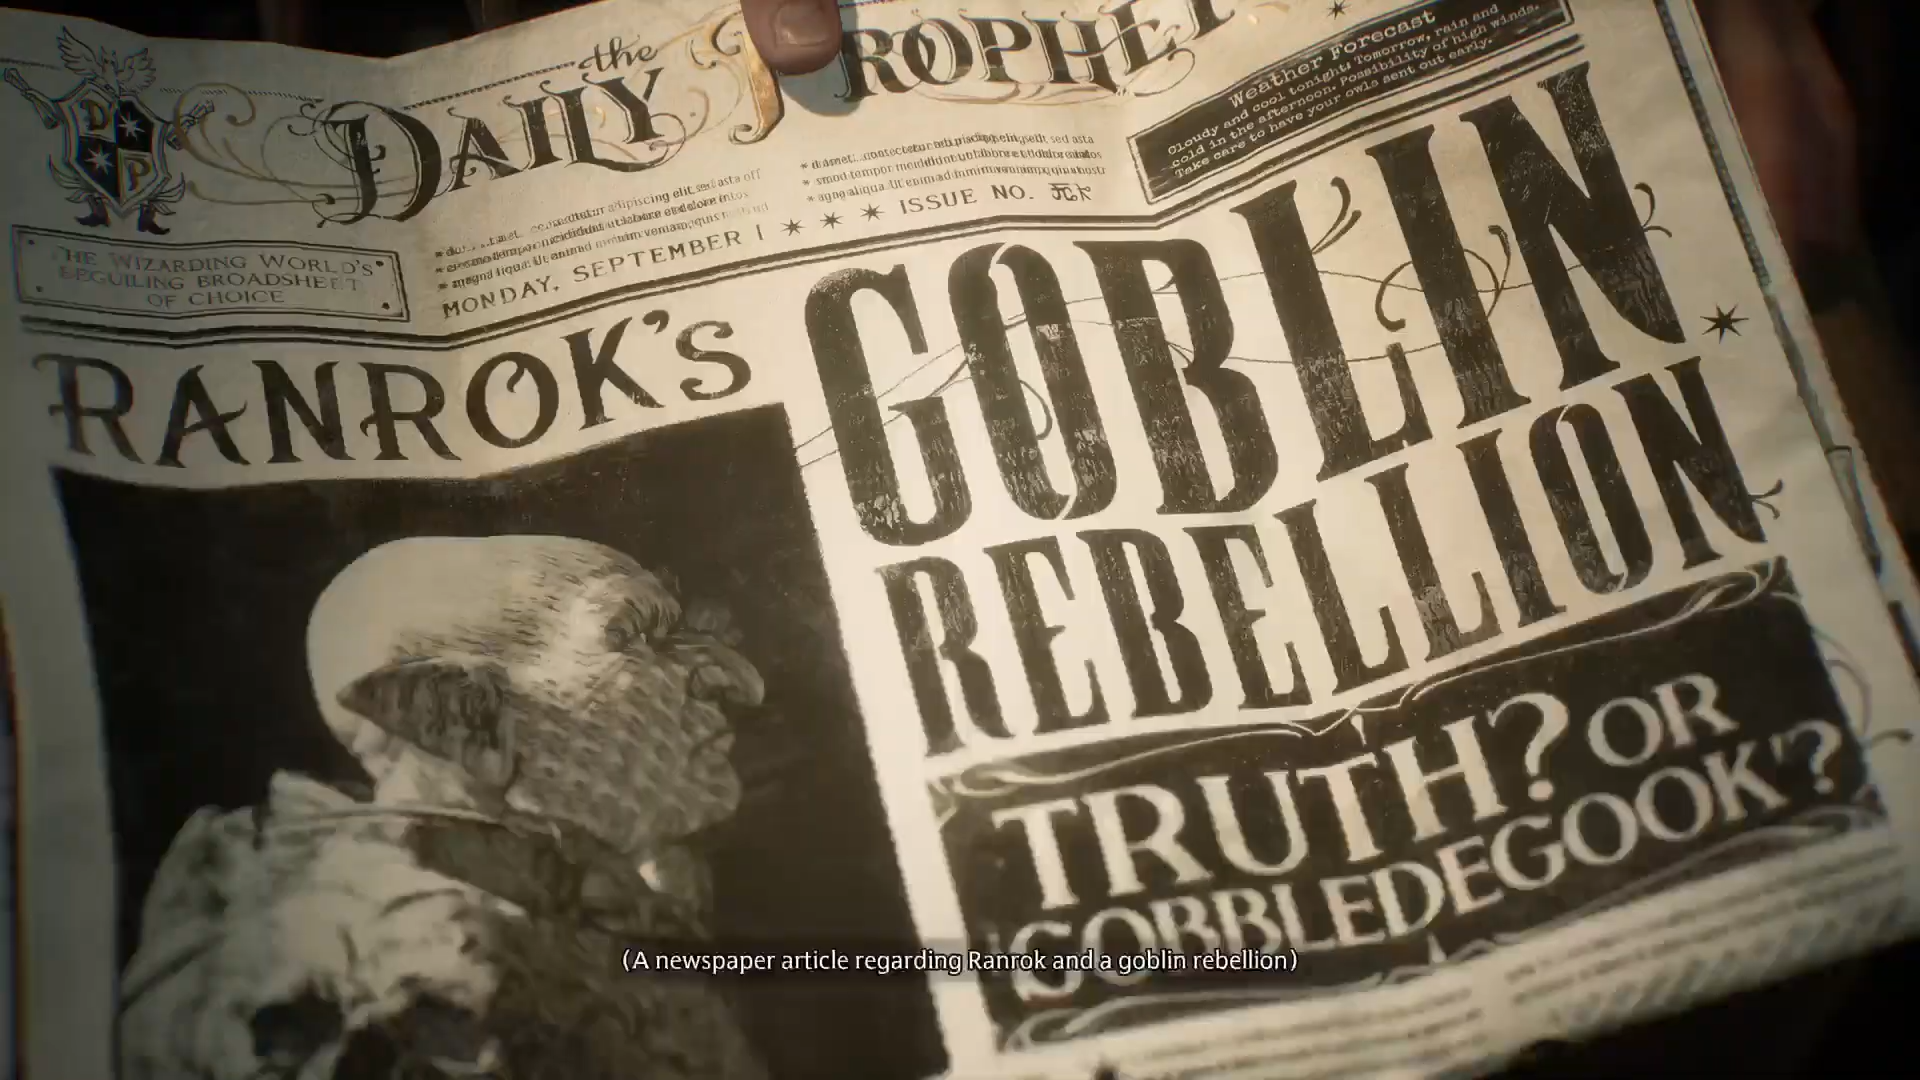 the
DAILY PROPHET
Weather Forecast
Cloudy and cool tonight; Tomorrow, rain and
cold in the afternoon. Possibility of high winds.
Take care to have your owls sent out early.
THE WIZARDING WORLD'S
BEGUILING BROADSHEET
OF CHOICE
MONDAY, SEPTEMBER 1
ISSUE NO.
RANROK'S
GOBLIN
REBELLION
TRUTH? OR
'GOBBLEDEGOOK'?
D
P
(A newspaper article regarding Ranrok and a goblin rebellion)